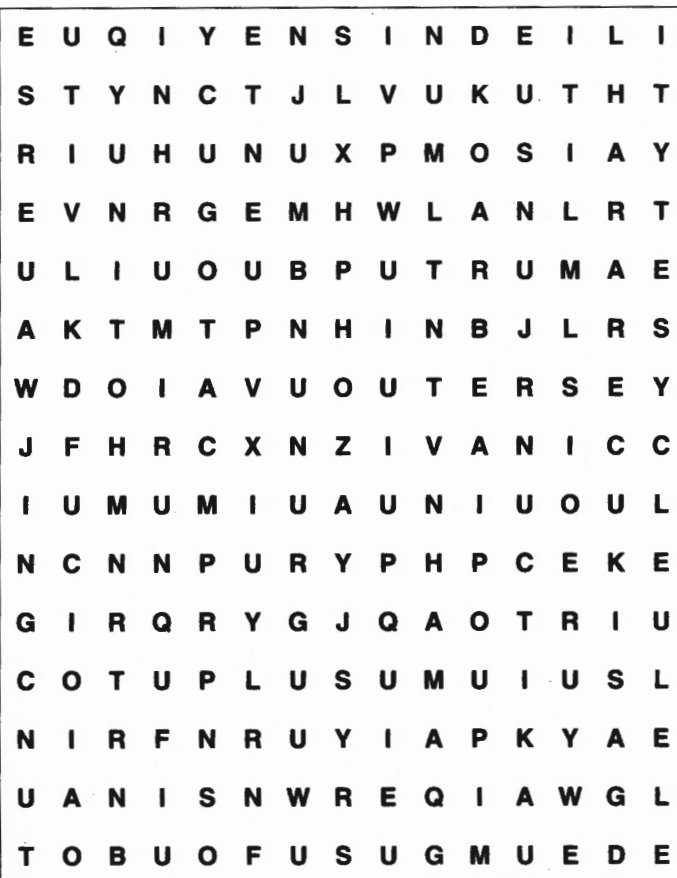 E U Q I Y E N S I N D E I L I
S T Y N C T J L V U K U T H T
R I U H U N U X P M O S I A Y
E V N R G E M H W L A N L R T
U L I U O U B P U T R U M A E
A K T M T P N H I N B J L R S
W D O I A V U O U T E R S E Y
J F H R C X N Z I V A N I C C
I U M U M I U A U N I U O U L
N C N N P U R Y P H P C E K E
G I R Q R Y G J Q A O T R I U
C O T U P L U S U M U I U S L
N I R F N R U Y I A P K Y A E
U A N I S N W R E Q I A W G L
T O B U O F U S U G M U E D E